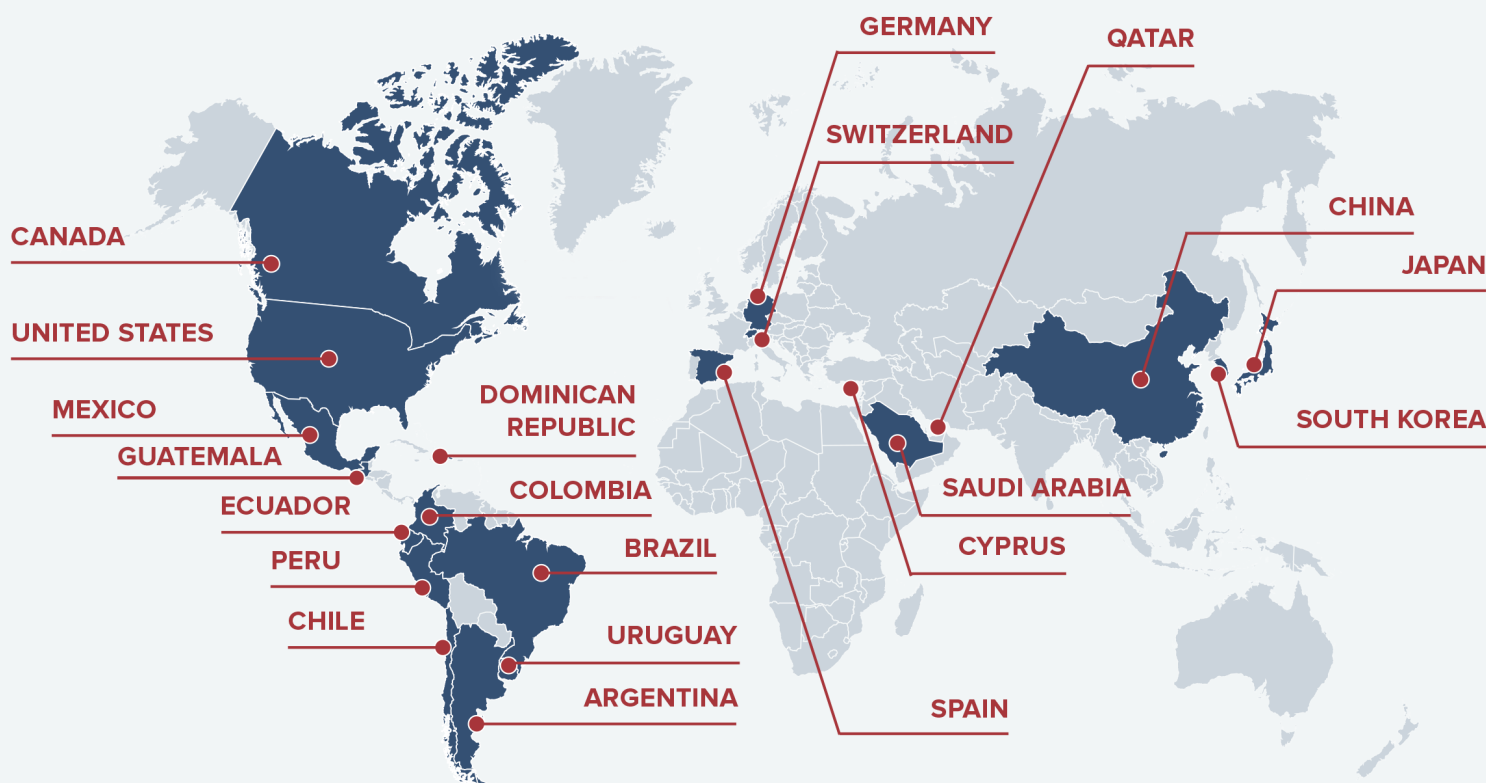 GERMANY
QATAR
SWITZERLAND
CHINA
CANADA
JAPAN
UNITED STATES
DOMINICAN
REPUBLIC
MEXICO
SOUTH KOREA
GUATEMALA
COLOMBIA
SAUDI ARABIA
ECUADOR
BRAZIL
CYPRUS
PERU
CHILE
URUGUAY
ARGENTINA
SPAIN